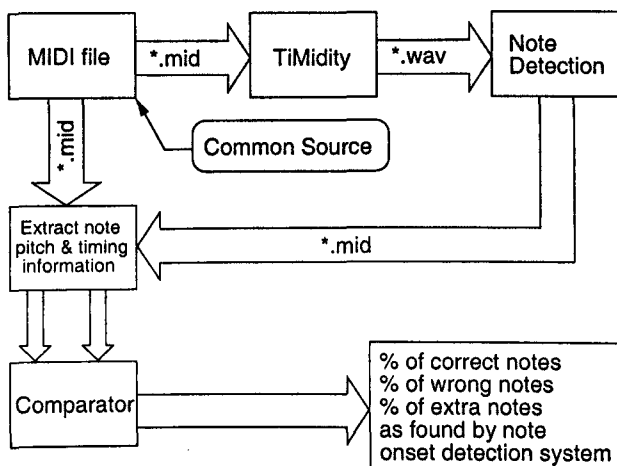 MIDI file
*.mid
TiMidity
*.wav
Note
Detection
*.mid
Common Source
Extract note
pitch & timing
information
*.mid
Comparator
% of correct notes
% of wrong notes
% of extra notes
as found by note
onset detection system